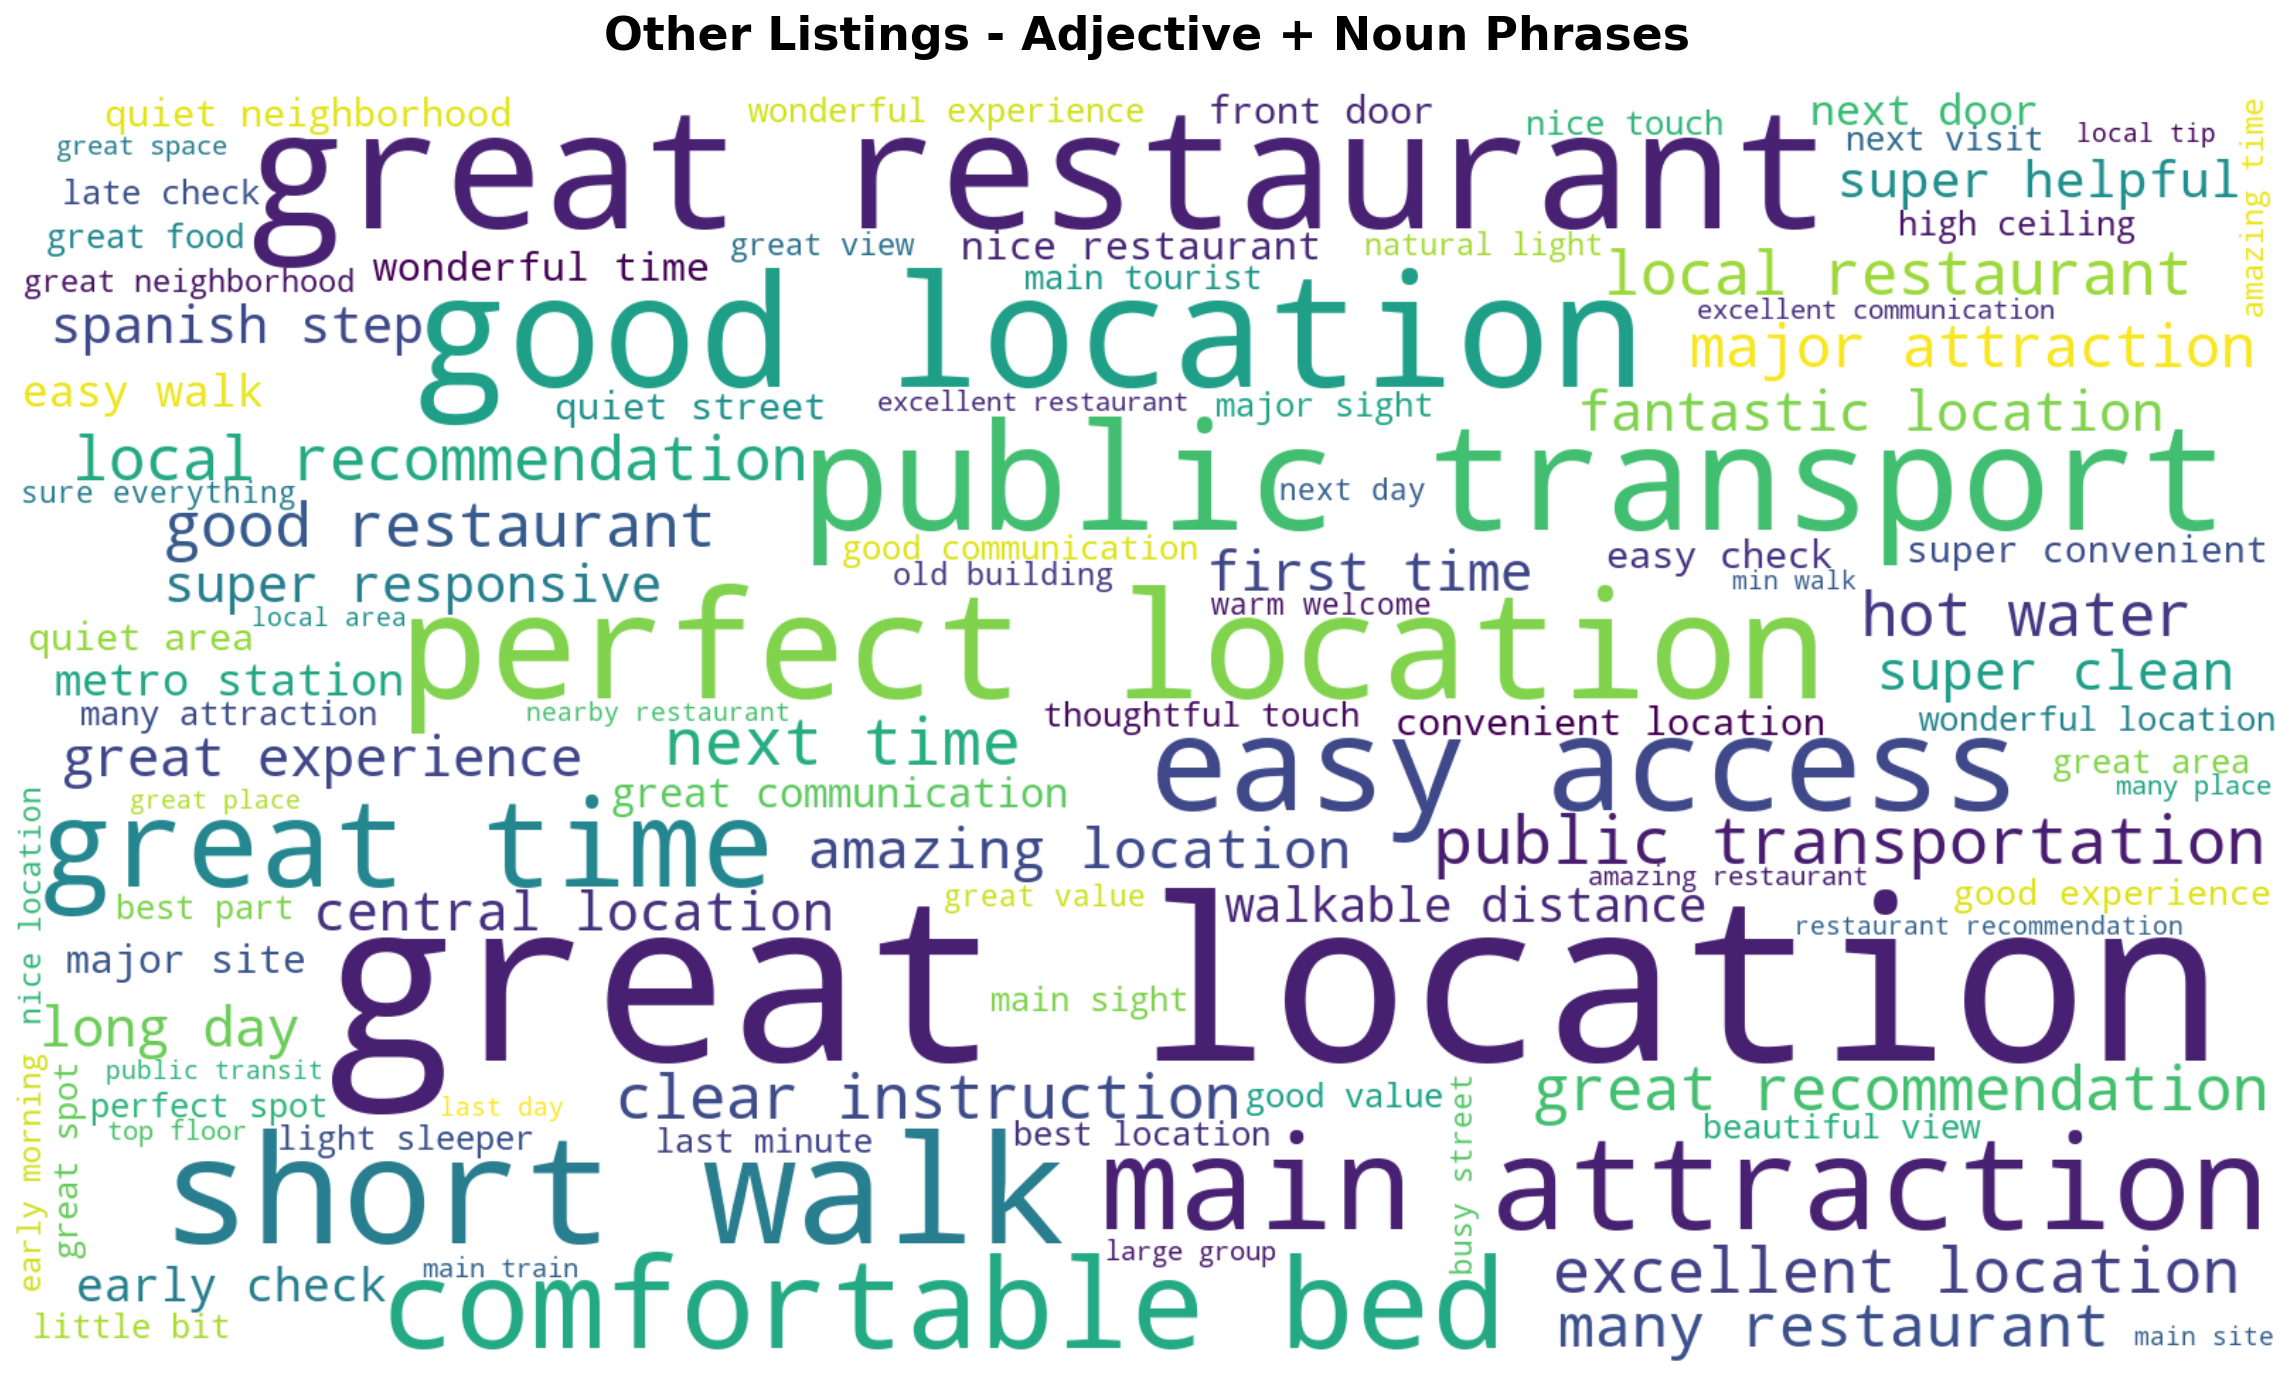 Other Listings - Adjective + Noun Phrases
quiet neighborhood
wonderful experience
front door
nice touch
next door
great space
great restaurant
next visit
local tip
amazing time
late check
super helpful
great food
high ceiling
wonderful time
great view
nice restaurant
natural light
great neighborhood
main tourist
local restaurant
spanish step
good location
excellent communication
major attraction
easy walk
quiet street
excellent restaurant
major sight
fantastic location
local recommendation
public transport
sure everything
next day
good restaurant
good communication
easy check
super convenient
super responsive
old building
first time
min walk
local area
warm welcome
hot water
quiet area
perfect location
metro station
super clean
many attraction
nearby restaurant
thoughtful touch
convenient location
wonderful location
great experience
next time
easy access
great area
many place
great place
great communication
nice location
great time
amazing location
public transportation
amazing restaurant
best part
central location
great value
walkable distance
good experience
restaurant recommendation
major site
great location
main sight
long day
public transit
early morning
great spot
perfect spot
last day
clear instruction
good value
great recommendation
top floor
light sleeper
last minute
best location
busy street
beautiful view
short walk
main attraction
large group
early check
main train
comfortable bed
excellent location
little bit
many restaurant
main site